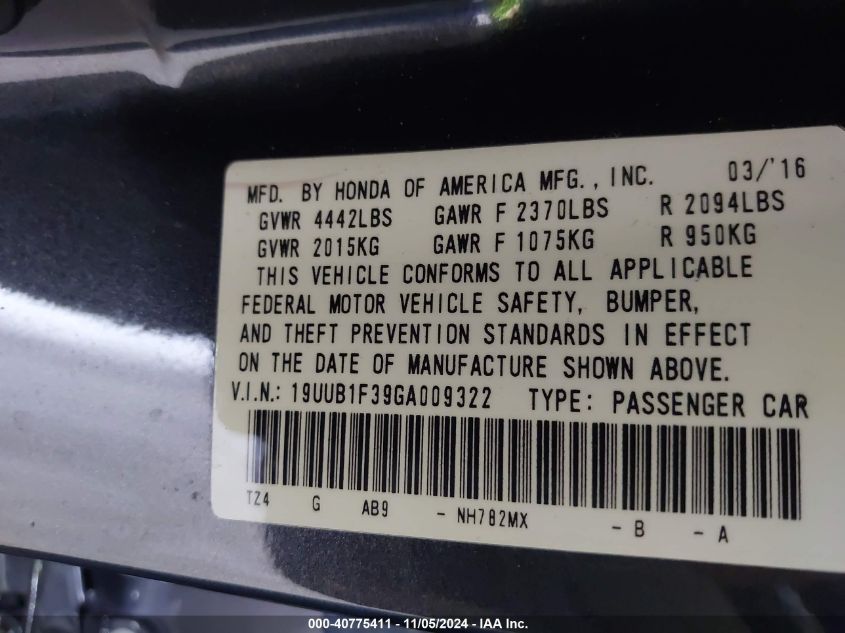 MFD. BY HONDA OF AMERICA MFG., INC. 03/'16
GVWR 4442LBS GAWR F 2370LBS R 2094LBS
GVWR 2015KG GAWR F 1075KG R 950KG
THIS VEHICLE CONFORMS TO ALL APPLICABLE
FEDERAL MOTOR VEHICLE SAFETY, BUMPER,
AND THEFT PREVENTION STANDARDS IN EFFECT
ON THE DATE OF MANUFACTURE SHOWN ABOVE.
V.I.N.: 19UUB1F39GA009322 TYPE: PASSENGER CAR
TZ4 G AB9 - NH782MX - B - A
000-40775411 - 11/05/2024 - IAA Inc.